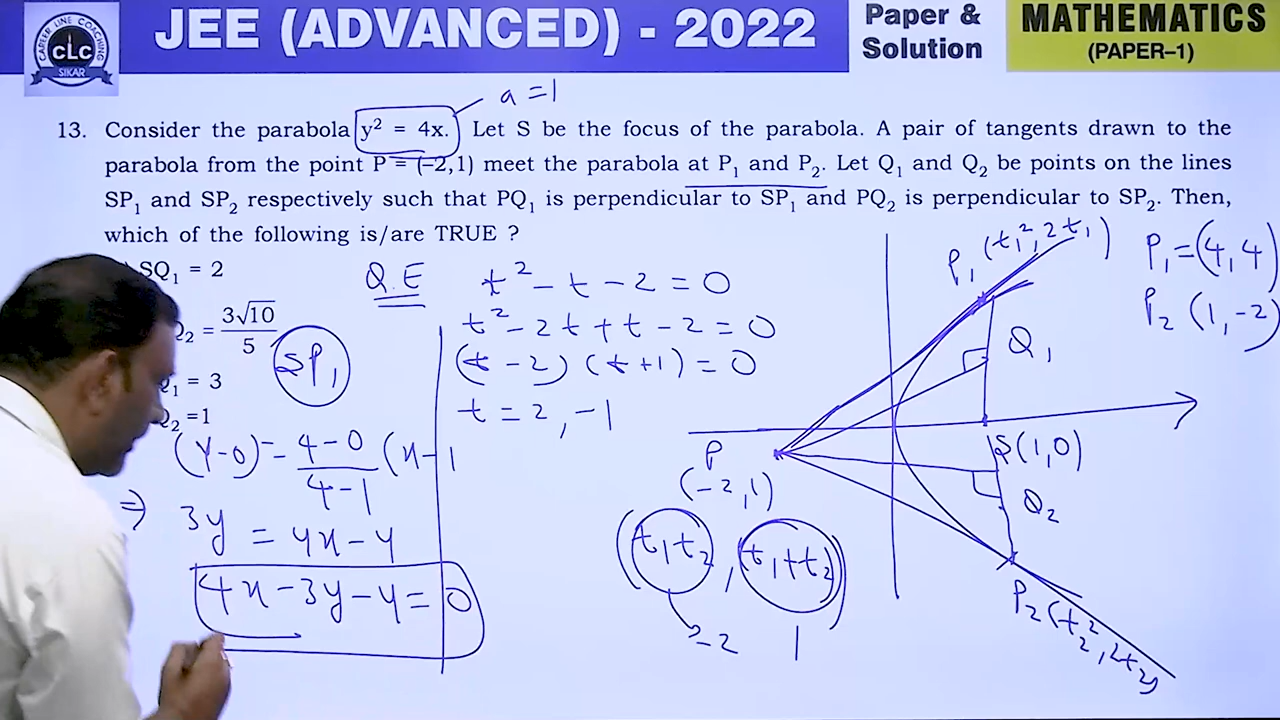 CAREER LINE COACHING
CLC
SIKAR
JEE (ADVANCED) - 2022
Paper &
Solution
MATHEMATICS
(PAPER–1)
a = 1
13. Consider the parabola y² = 4x. Let S be the focus of the parabola. A pair of tangents drawn to the
parabola from the point P = (–2,1) meet the parabola at P₁ and P₂. Let Q₁ and Q₂ be points on the lines
SP₁ and SP₂ respectively such that PQ₁ is perpendicular to SP₁ and PQ₂ is perpendicular to SP₂. Then,
which of the following is/are TRUE ?
SQ₁ = 2
₂ = 3√10/5
₁ = 3
₂ =1
Q.E
t² - t - 2 = 0
t² - 2t + t - 2 = 0
(t - 2) (t + 1) = 0
t = 2, -1
SP₁
(y-0) = 4-0/4-1 (x-1
⇒ 3y = 4x - 4
4x - 3y - 4 = 0
P₁ (t₁², 2t₁)
P₁ = (4, 4)
P₂ (1, -2)
Q₁
P
(-2, 1)
S(1, 0)
Q₂
(t₁t₂, t₁+t₂)
-2
1
P₂(t₂², 2t₂)